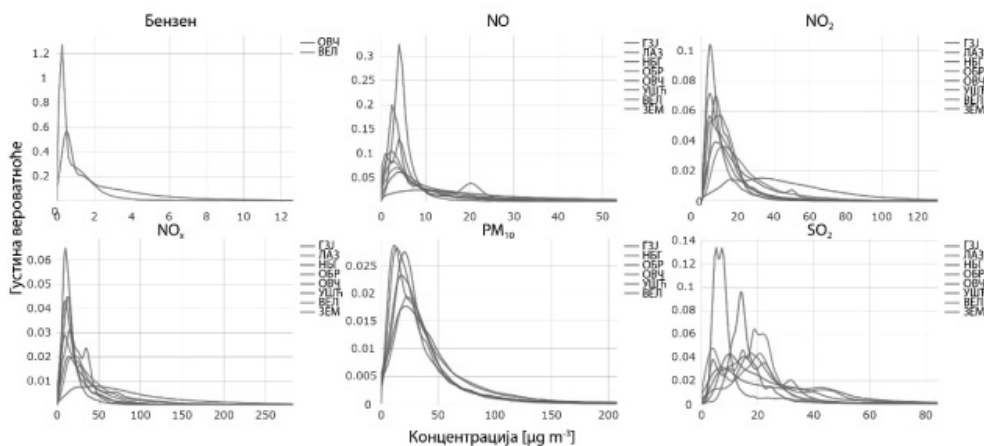 Бензен
1.2
1
0.8
0.6
0.4
0.2
0
0
2
4
6
8
10
12
ОВЧ
ВЕЛ
NO
0.3
0.25
0.2
0.15
0.1
0.05
0
10
20
30
40
50
ГЗЈ
ЛАЗ
НБГ
ОБР
ОВЧ
УШЋ
ВЕЛ
ЗЕМ
NO₂
0.1
0.08
0.06
0.04
0.02
0
0
20
40
60
80
100
120
ГЗЈ
ЛАЗ
НБГ
ОБР
ОВЧ
УШЋ
ВЕЛ
ЗЕМ
Густина вероватноће
NOₓ
0.06
0.05
0.04
0.03
0.02
0.01
0
50
100
150
200
250
ГЗЈ
ЛАЗ
НБГ
ОБР
ОВЧ
УШЋ
ВЕЛ
ЗЕМ
PM₁₀
0.025
0.02
0.015
0.01
0.005
0
0
50
100
150
200
ГЗЈ
НБГ
ОБР
ОВЧ
УШЋ
ВЕЛ
SO₂
0.14
0.12
0.1
0.08
0.06
0.04
0.02
0
0
20
40
60
80
ГЗЈ
ЛАЗ
НБГ
ОБР
ОВЧ
УШЋ
ВЕЛ
ЗЕМ
Концентрација [µg m⁻³]